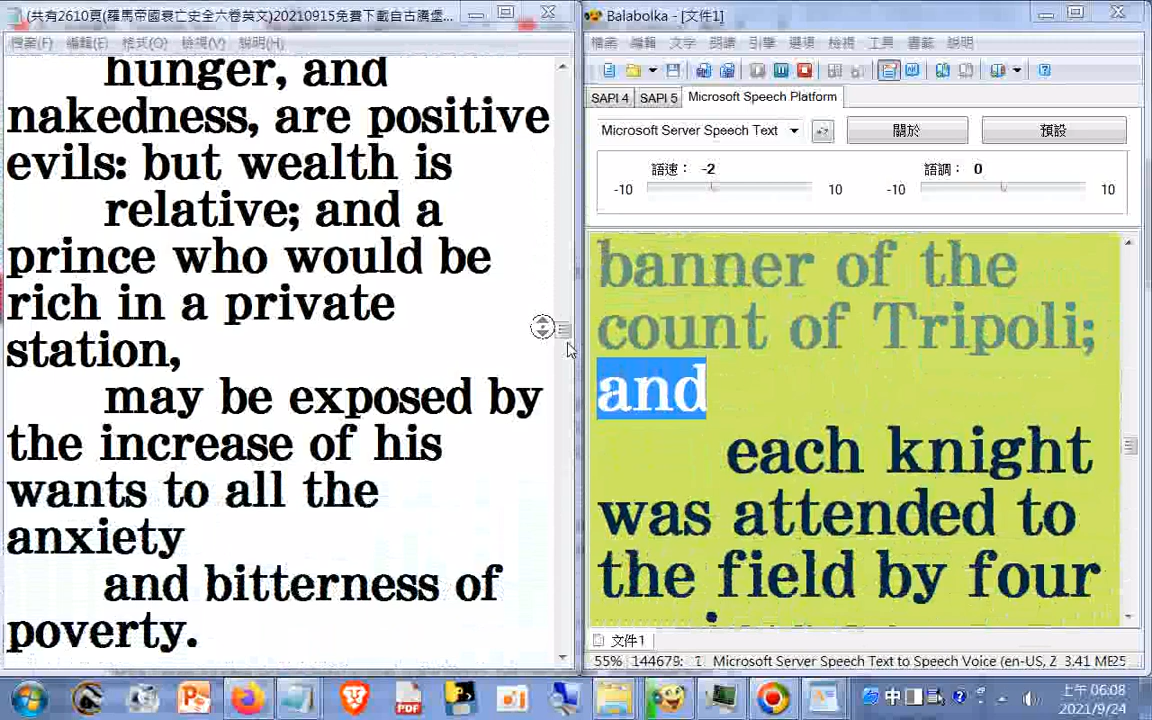 (共有2610頁(羅馬帝國衰亡史全六卷英文)20210915免費下載自古騰堡...
檔案(F) 編輯(E) 格式(O) 檢視(V) 說明(H)
hunger, and
nakedness, are positive
evils: but wealth is
relative; and a
prince who would be
rich in a private
station,
may be exposed by
the increase of his
wants to all the
anxiety
and bitterness of
poverty.
Balabolka - [文件1]
檔案 編輯 文字 朗讀 引擎 選項 檢視 工具 書籤 說明
SAPI 4 SAPI 5 Microsoft Speech Platform
Microsoft Server Speech Text 關於 預設
語速： -2 語調： 0
-10 10 -10 10
banner of the
count of Tripoli;
and
each knight
was attended to
the field by four
文件1
55% 144679: 1 Microsoft Server Speech Text to Speech Voice (en-US, Z 3.41 ME25
PDF
中
上午 06:08
2021/9/24